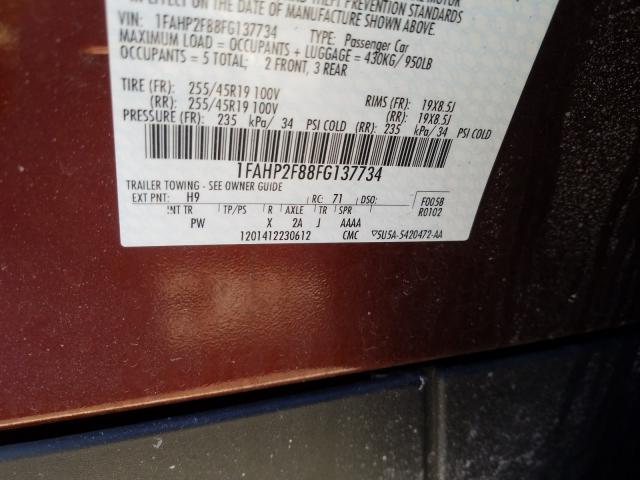 THEFT PREVENTION STANDARDS
IN EFFECT ON THE DATE OF MANUFACTURE SHOWN ABOVE.
VIN: 1FAHP2F88FG137734 TYPE: Passenger Car
MAXIMUM LOAD = OCCUPANTS + LUGGAGE = 430KG/950LB
OCCUPANTS = 5 TOTAL; 2 FRONT, 3 REAR
TIRE (FR): 255/45R19 100V RIMS (FR): 19X8.5J
(RR): 255/45R19 100V (RR): 19X8.5J
PRESSURE (FR): 235 kPa/ 34 PSI COLD (RR): 235 kPa/ 34 PSI COLD
1FAHP2F88FG137734
TRAILER TOWING - SEE OWNER GUIDE
EXT PNT: H9 RC: 71 DSO: F005B
R0102
INT TR TP/PS R AXLE TR SPR
PW X 2A J AAAA
1201412230612 CMC ▽5U5A-5420472-AA